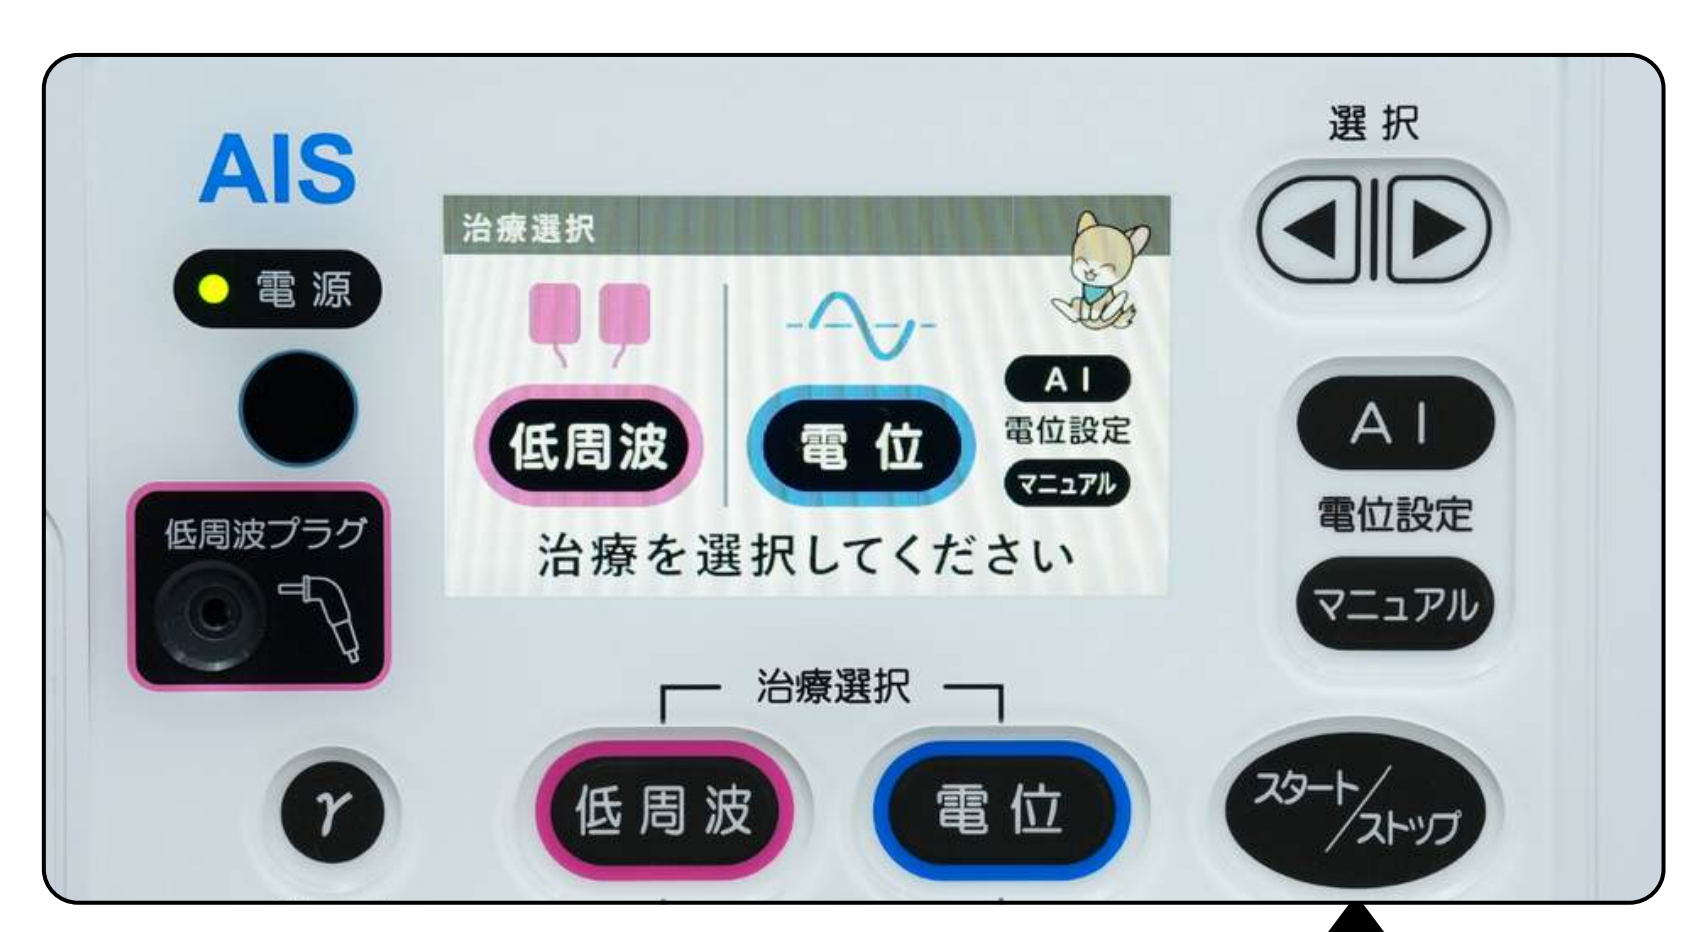 AIS
電源
低周波プラグ
γ
治療選択
低周波
電位
AI
電位設定
マニュアル
治療を選択してください
治療選択
低周波
電位
選択
AI
電位設定
マニュアル
スタート/ストップ